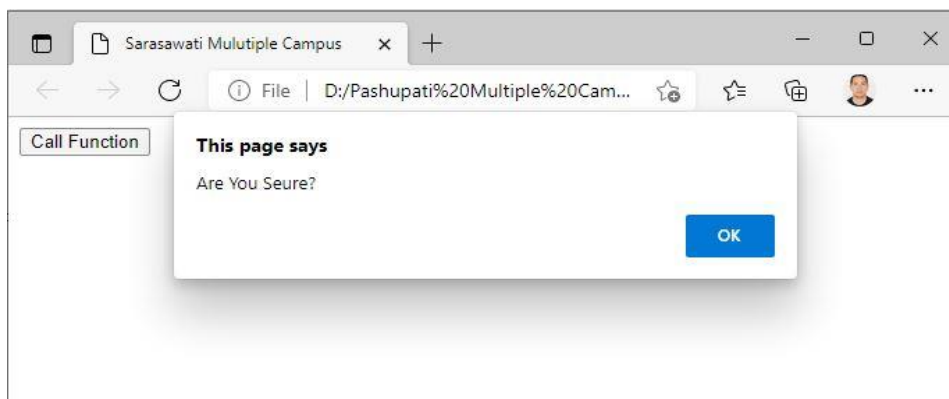 Sarasawati Mulutiple Campus
File | D:/Pashupati%20Multiple%20Cam...
Call Function
This page says
Are You Seure?
OK